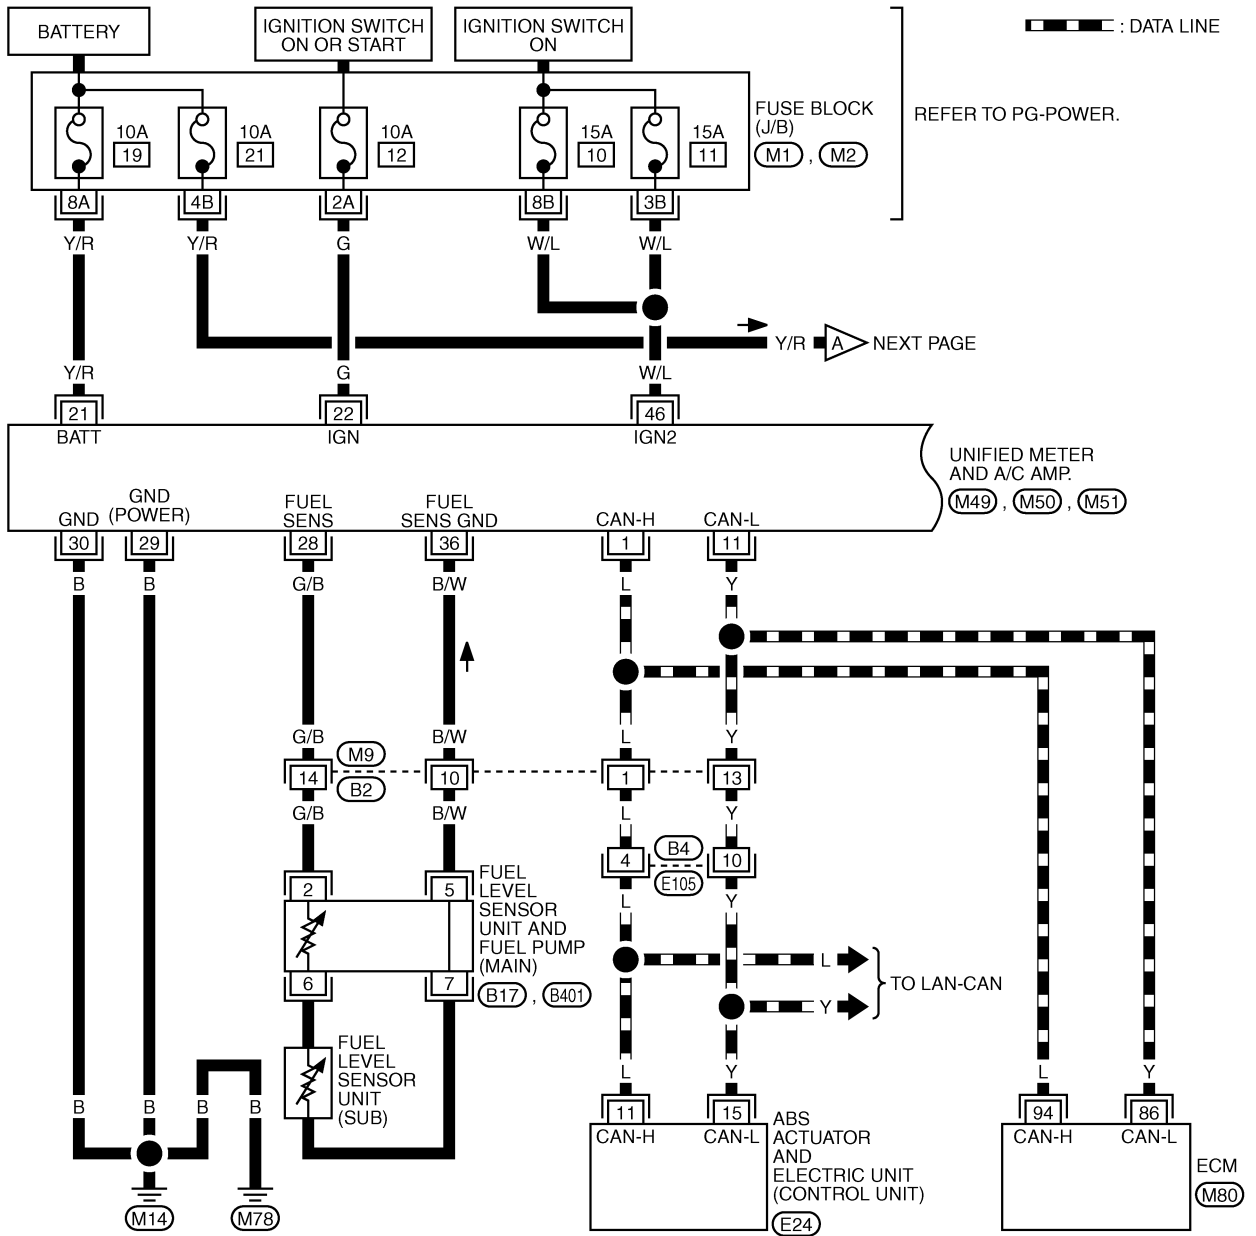 BATTERY
IGNITION SWITCH
ON OR START
IGNITION SWITCH
ON
: DATA LINE
10A
19
10A
21
10A
12
15A
10
15A
11
FUSE BLOCK
(J/B)
M1 , M2
REFER TO PG-POWER.
8A 4B 2A 8B 3B
Y/R Y/R G W/L W/L
Y/R A NEXT PAGE
Y/R G W/L
21 22 46
BATT IGN IGN2
UNIFIED METER
AND A/C AMP.
M49 , M50 , M51
GND
GND
(POWER)
FUEL
SENS
FUEL
SENS GND
CAN-H CAN-L
30 29 28 36 1 11
B B G/B B/W L Y
G/B B/W L Y
M9
14 10 1 13
B2
G/B B/W L Y
B4
4 10
E105
L Y
2 5
FUEL
LEVEL
SENSOR
UNIT AND
FUEL PUMP
(MAIN)
B17 , B401
6 7
L
Y
TO LAN-CAN
FUEL
LEVEL
SENSOR
UNIT
(SUB)
B B B B
L Y L Y
11 15 94 86
CAN-H CAN-L
CAN-H CAN-L
ABS
ACTUATOR
AND
ELECTRIC UNIT
(CONTROL UNIT)
E24
ECM
M80
M14 M78